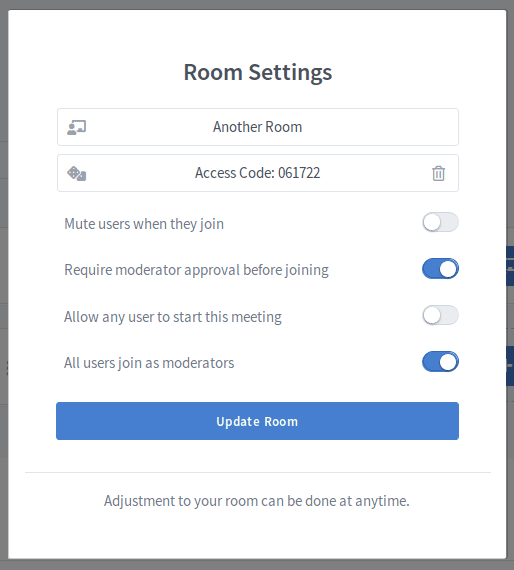 Room Settings
Another Room
Access Code: 061722
Mute users when they join
Require moderator approval before joining
Allow any user to start this meeting
All users join as moderators
Update Room
Adjustment to your room can be done at anytime.